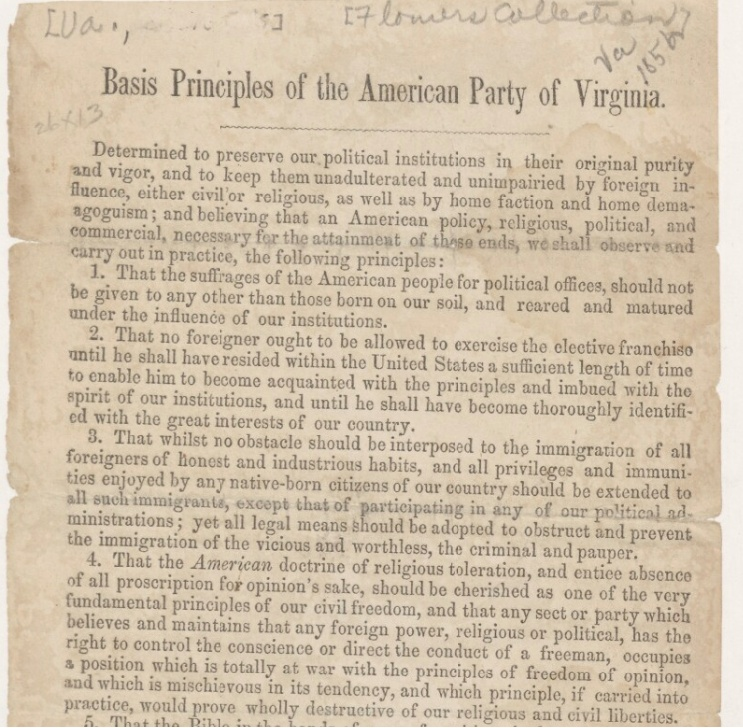 [Va., [Flowers Collection]
Va
1856
Basis Principles of the American Party of Virginia.
26x13
Determined to preserve our political institutions in their original purity
and vigor, and to keep them unadulterated and unimpairied by foreign in-
fluence, either civil or religious, as well as by home faction and home dema-
agoguism; and believing that an American policy, religious, political, and
commercial, necessary for the attainment of these ends, we shall observe and
carry out in practice, the following principles:
1. That the suffrages of the American people for political offices, should not
be given to any other than those born on our soil, and reared and matured
under the influence of our institutions.
2. That no foreigner ought to be allowed to exercise the elective franchise
until he shall have resided within the United States a sufficient length of time
to enable him to become acquainted with the principles and imbued with the
spirit of our institutions, and until he shall have become thoroughly identifi-
ed with the great interests of our country.
3. That whilst no obstacle should be interposed to the immigration of all
foreigners of honest and industrious habits, and all privileges and immuni-
ties enjoyed by any native-born citizens of our country should be extended to
all such immigrants, except that of participating in any of our political ad-
ministrations; yet all legal means should be adopted to obstruct and prevent
the immigration of the vicious and worthless, the criminal and pauper.
4. That the American doctrine of religious toleration, and entice absence
of all proscription for opinion's sake, should be cherished as one of the very
fundamental principles of our civil freedom, and that any sect or party which
believes and maintains that any foreign power, religious or political, has the
right to control the conscience or direct the conduct of a freeman, occupies
a position which is totally at war with the principles of freedom of opinion,
and which is mischievous in its tendency, and which principle, if carried into
practice, would prove wholly destructive of our religious and civil liberties.
5. That the Bible in the hands of